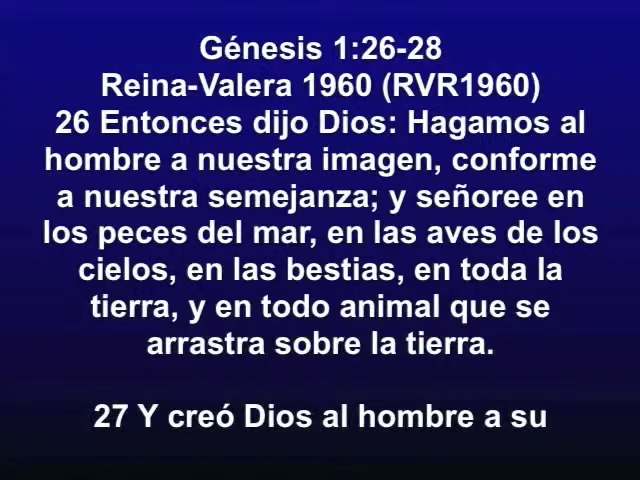 Génesis 1:26-28
Reina-Valera 1960 (RVR1960)
26 Entonces dijo Dios: Hagamos al
hombre a nuestra imagen, conforme
a nuestra semejanza; y señoree en
los peces del mar, en las aves de los
cielos, en las bestias, en toda la
tierra, y en todo animal que se
arrastra sobre la tierra.
27 Y creó Dios al hombre a su